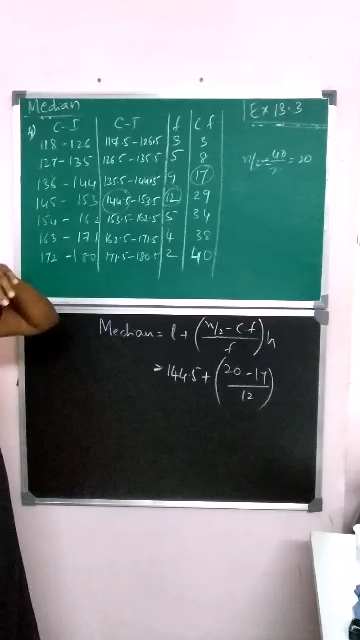 Median
Ex 13.3
4) C-I C-I f Cf
118-126 117.5-126.5 3 3
127-135 126.5-135.5 5 8
136-144 135.5-144.5 9 17
145-153 144.5-153.5 12 29
154-162 153.5-162.5 5 34
163-171 162.5-171.5 4 38
172-180 171.5-180.5 2 40
n/2 = 40/2 = 20
Median = l + (n/2 - Cf / f) h
= 144.5 + (20 - 17 / 12)